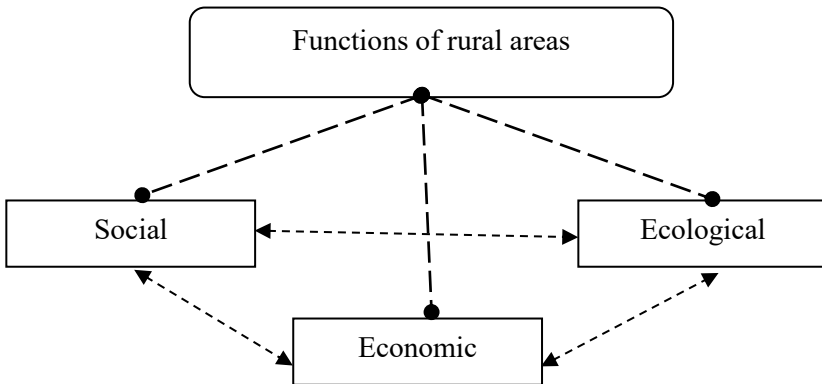 Functions of rural areas
Social
Ecological
Economic